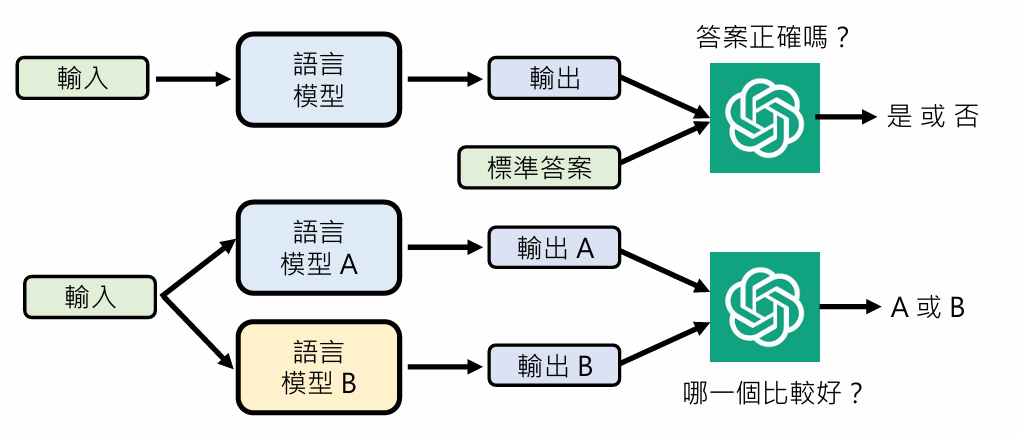 答案正確嗎？
輸入
語言
模型
輸出
是 或 否
標準答案
語言
模型 A
輸出 A
輸入
A 或 B
語言
模型 B
輸出 B
哪一個比較好？